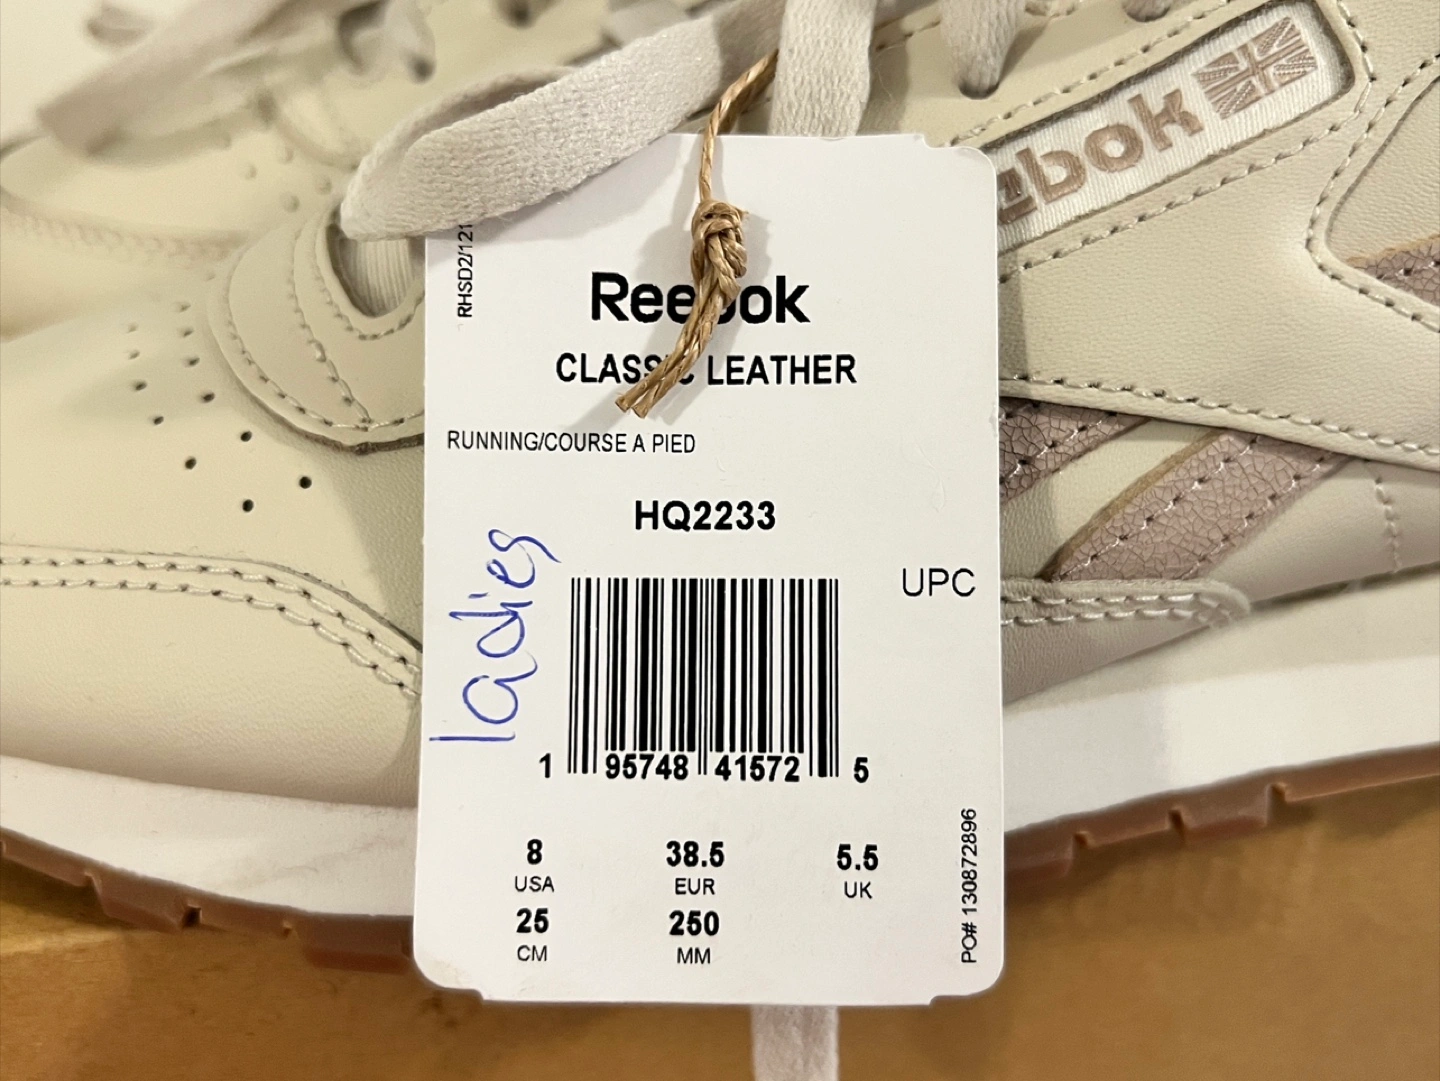 Reebok
RHSD2/121
Reebok
CLASSIC LEATHER
RUNNING/COURSE A PIED
HQ2233
ladies
UPC
1 95748 41572 5
8 38.5 5.5
USA EUR UK
25 250
CM MM
PO# 130872896